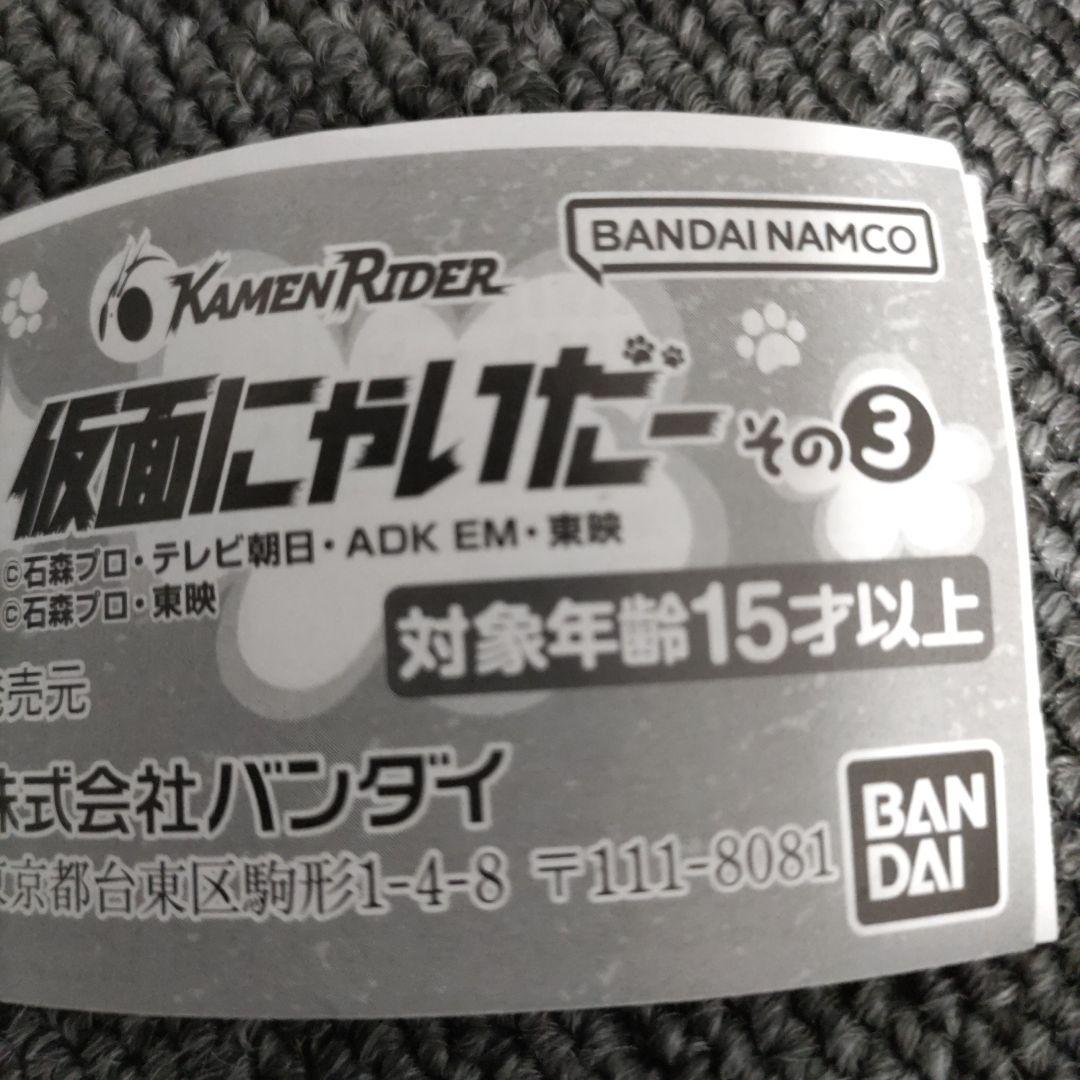 BANDAI NAMCO
KAMEN RIDER
仮面にゃいだー その3
©石森プロ・テレビ朝日・ADK EM・東映
©石森プロ・東映
対象年齢15才以上
売元
株式会社バンダイ
東京都台東区駒形1-4-8 〒111-8081
BAN
DAI